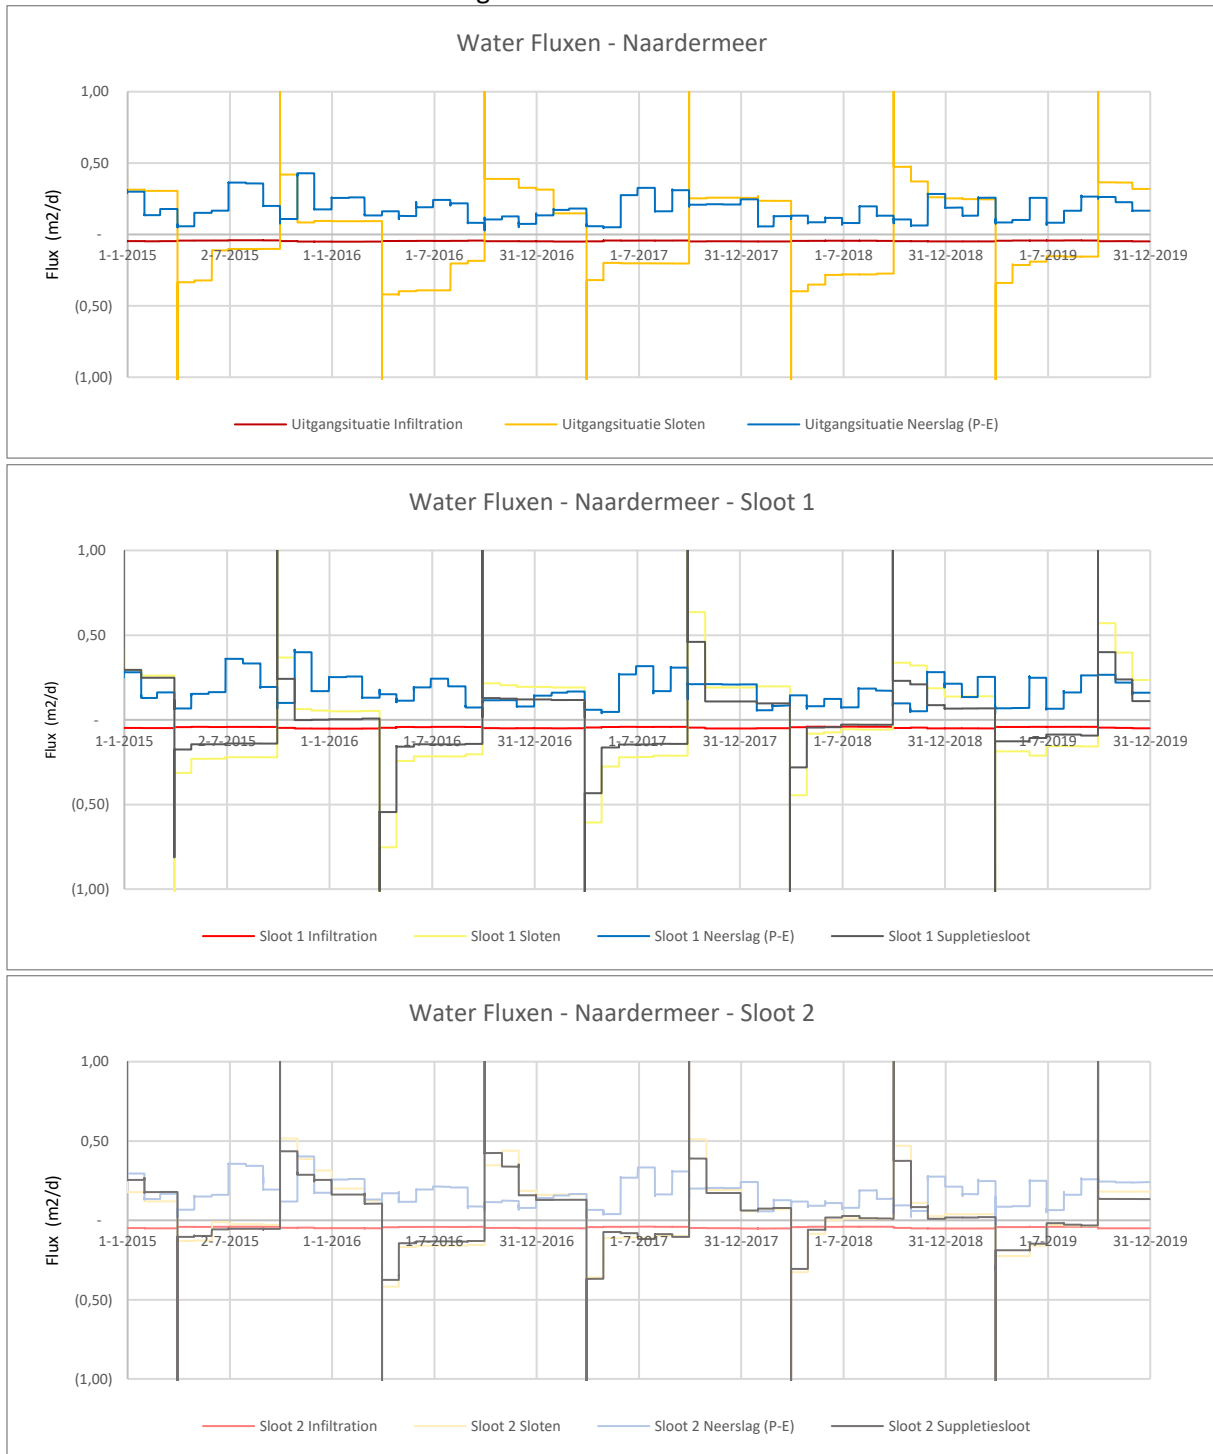 g
Water Fluxen - Naardermeer
1,00
0,50
-
(0,50)
(1,00)
Flux (m2/d)
1-1-2015 2-7-2015 1-1-2016 1-7-2016 31-12-2016 1-7-2017 31-12-2017 1-7-2018 31-12-2018 1-7-2019 31-12-2019
Uitgangsituatie Infiltration Uitgangsituatie Sloten Uitgangsituatie Neerslag (P-E)
Water Fluxen - Naardermeer - Sloot 1
1,00
0,50
-
(0,50)
(1,00)
Flux (m2/d)
1-1-2015 2-7-2015 1-1-2016 1-7-2016 31-12-2016 1-7-2017 31-12-2017 1-7-2018 31-12-2018 1-7-2019 31-12-2019
Sloot 1 Infiltration Sloot 1 Sloten Sloot 1 Neerslag (P-E) Sloot 1 Suppletiesloot
Water Fluxen - Naardermeer - Sloot 2
1,00
0,50
-
(0,50)
(1,00)
Flux (m2/d)
1-1-2015 2-7-2015 1-1-2016 1-7-2016 31-12-2016 1-7-2017 31-12-2017 1-7-2018 31-12-2018 1-7-2019 31-12-2019
Sloot 2 Infiltration Sloot 2 Sloten Sloot 2 Neerslag (P-E) Sloot 2 Suppletiesloot